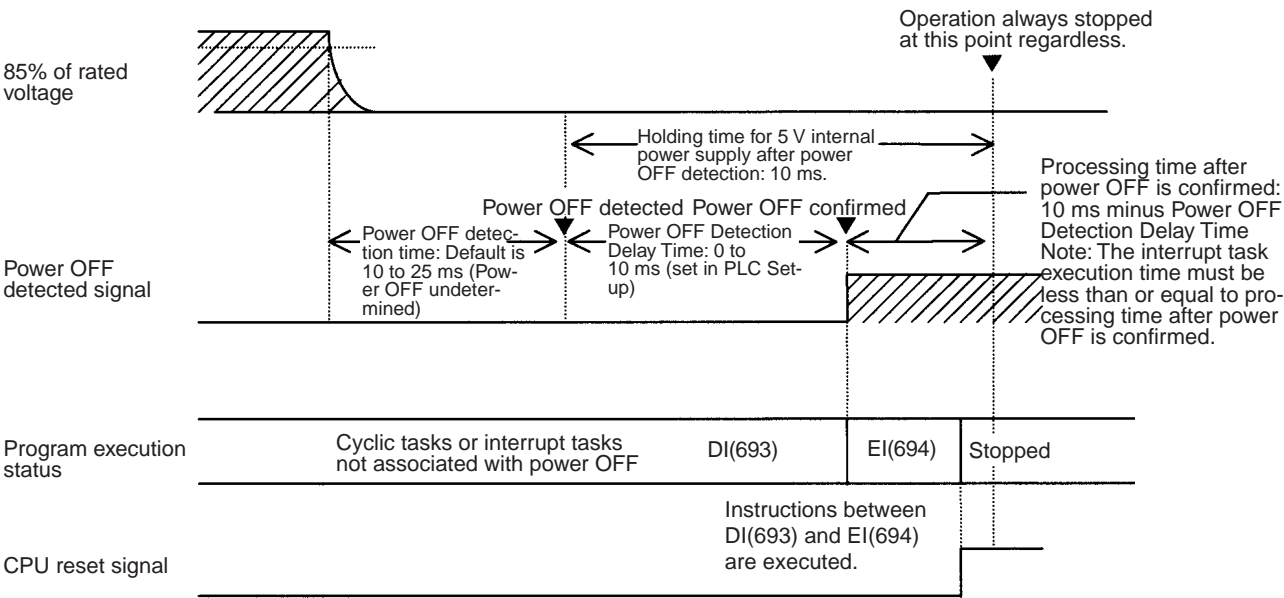 Operation always stopped
at this point regardless.
85% of rated
voltage
Holding time for 5 V internal
power supply after power
OFF detection: 10 ms.
Processing time after
power OFF is confirmed:
10 ms minus Power OFF
Detection Delay Time
Note: The interrupt task
execution time must be
less than or equal to pro-
cessing time after power
OFF is confirmed.
Power OFF detected Power OFF confirmed
Power OFF detec-
tion time: Default is
10 to 25 ms (Pow-
er OFF undeter-
mined)
Power OFF Detection
Delay Time: 0 to
10 ms (set in PLC Set-
up)
Power OFF
detected signal
Program execution
status
Cyclic tasks or interrupt tasks
not associated with power OFF
DI(693)
EI(694)
Stopped
Instructions between
DI(693) and EI(694)
are executed.
CPU reset signal